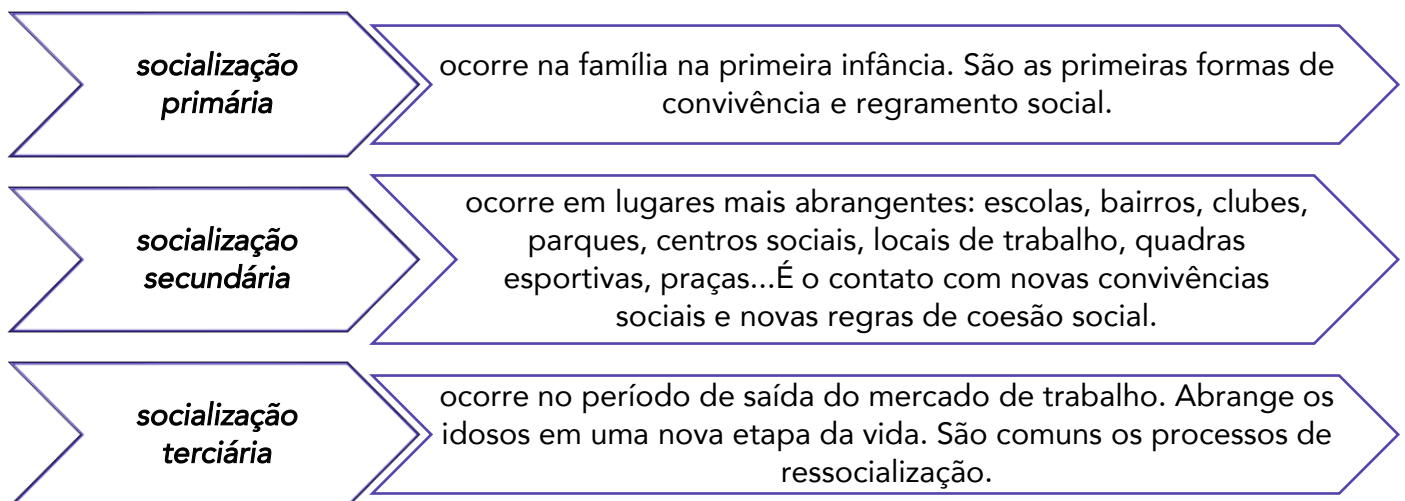 socialização
primária
ocorre na família na primeira infância. São as primeiras formas de
convivência e regramento social.
socialização
secundária
ocorre em lugares mais abrangentes: escolas, bairros, clubes,
parques, centros sociais, locais de trabalho, quadras
esportivas, praças...É o contato com novas convivências
sociais e novas regras de coesão social.
socialização
terciária
ocorre no período de saída do mercado de trabalho. Abrange os
idosos em uma nova etapa da vida. São comuns os processos de
ressocialização.